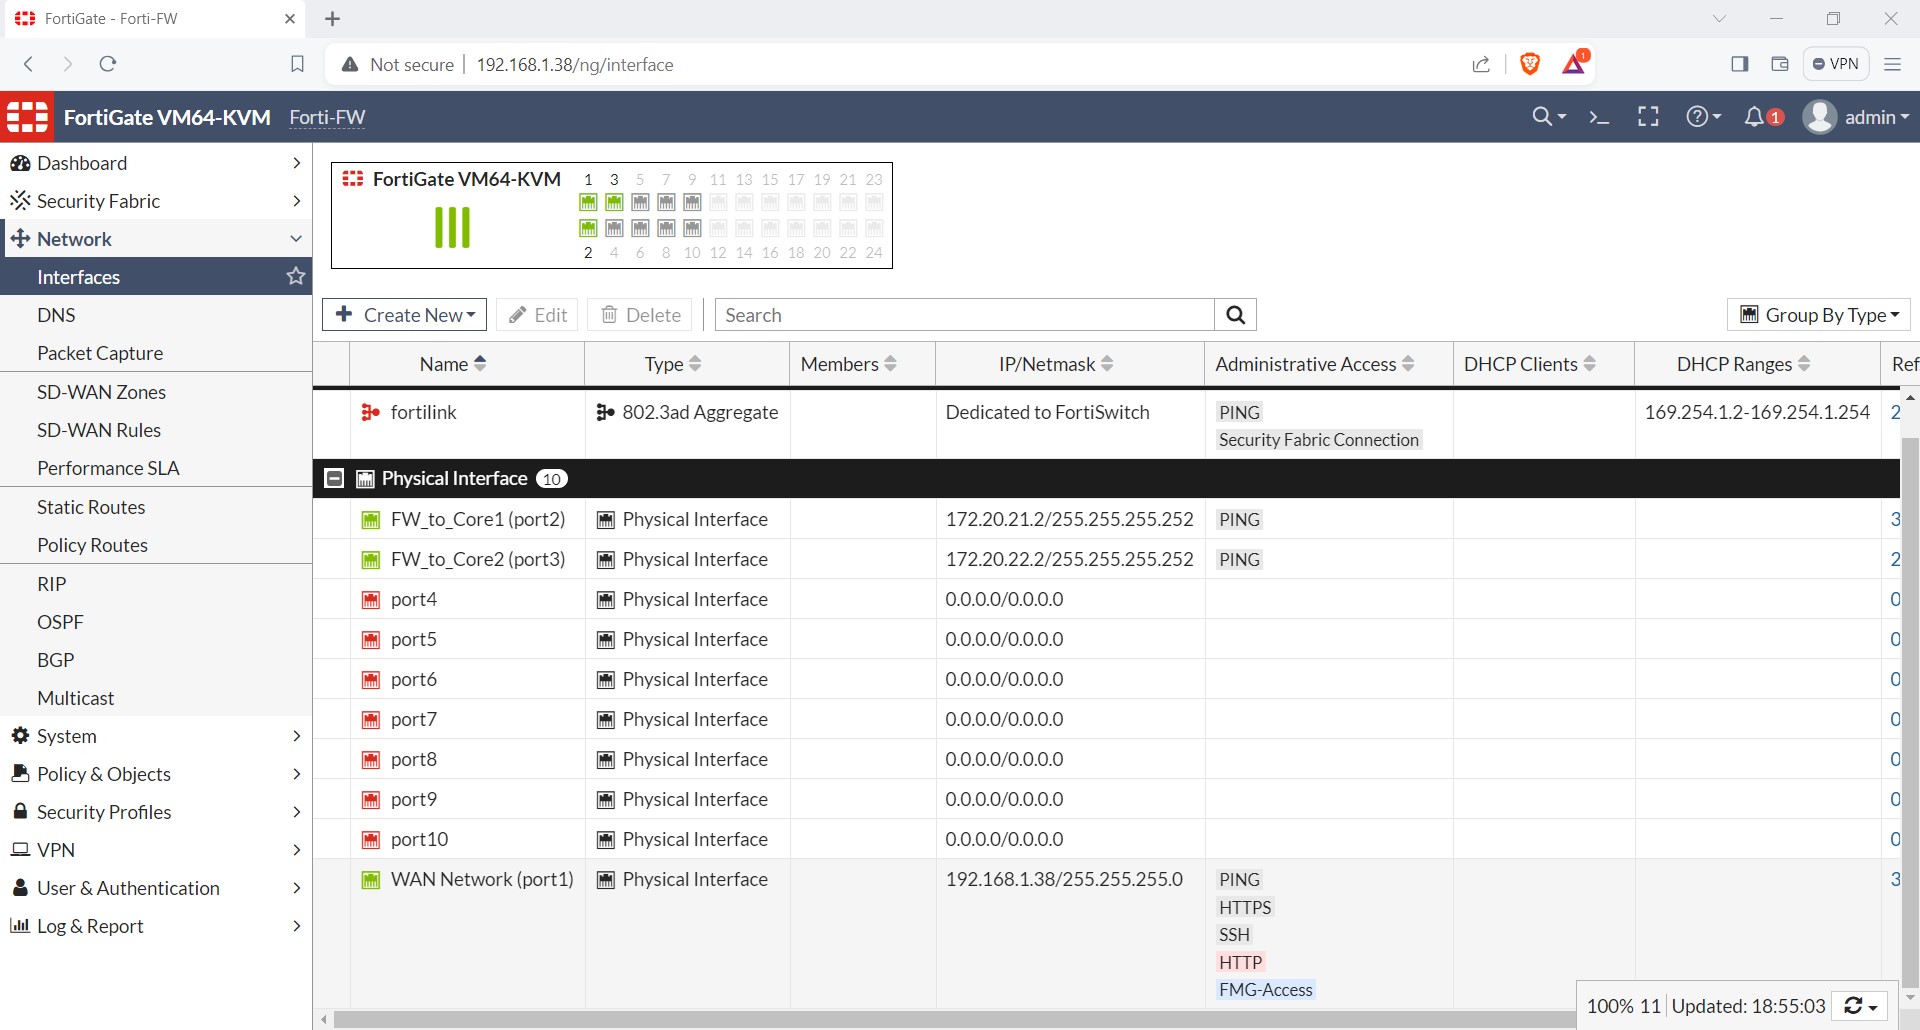 FortiGate - Forti-FW
Not secure 192.168.1.38/ng/interface
1
VPN
FortiGate VM64-KVM Forti-FW
1 admin
Dashboard
Security Fabric
Network
Interfaces
DNS
Packet Capture
SD-WAN Zones
SD-WAN Rules
Performance SLA
Static Routes
Policy Routes
RIP
OSPF
BGP
Multicast
System
Policy & Objects
Security Profiles
VPN
User & Authentication
Log & Report
FortiGate VM64-KVM
1 3 5 7 9 11 13 15 17 19 21 23
2 4 6 8 10 12 14 16 18 20 22 24
Create New Edit Delete Search Group By Type
Name Type Members IP/Netmask Administrative Access DHCP Clients DHCP Ranges Ref
fortilink 802.3ad Aggregate Dedicated to FortiSwitch PING 169.254.1.2-169.254.1.254 2
Security Fabric Connection
Physical Interface 10
FW_to_Core1 (port2) Physical Interface 172.20.21.2/255.255.255.252 PING 3
FW_to_Core2 (port3) Physical Interface 172.20.22.2/255.255.255.252 PING 2
port4 Physical Interface 0.0.0.0/0.0.0.0 0
port5 Physical Interface 0.0.0.0/0.0.0.0 0
port6 Physical Interface 0.0.0.0/0.0.0.0 0
port7 Physical Interface 0.0.0.0/0.0.0.0 0
port8 Physical Interface 0.0.0.0/0.0.0.0 0
port9 Physical Interface 0.0.0.0/0.0.0.0 0
port10 Physical Interface 0.0.0.0/0.0.0.0 0
WAN Network (port1) Physical Interface 192.168.1.38/255.255.255.0 PING 3
HTTPS
SSH
HTTP
FMG-Access
100% 11 Updated: 18:55:03